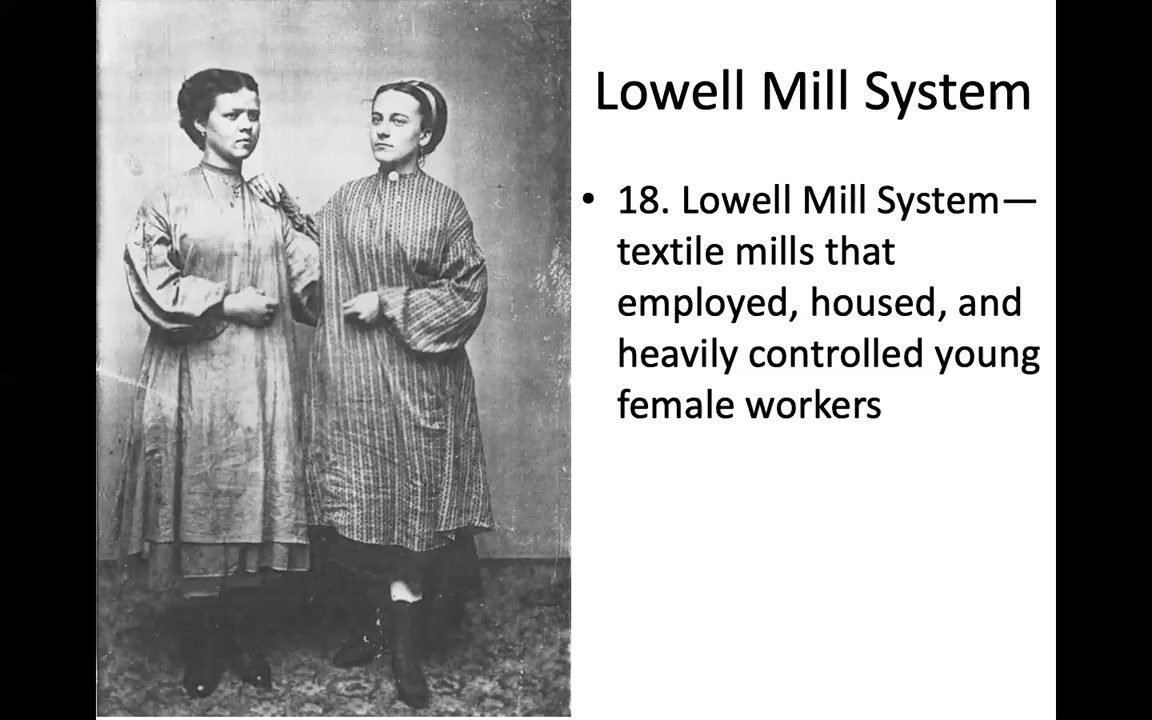 Lowell Mill System
• 18. Lowell Mill System—
textile mills that
employed, housed, and
heavily controlled young
female workers